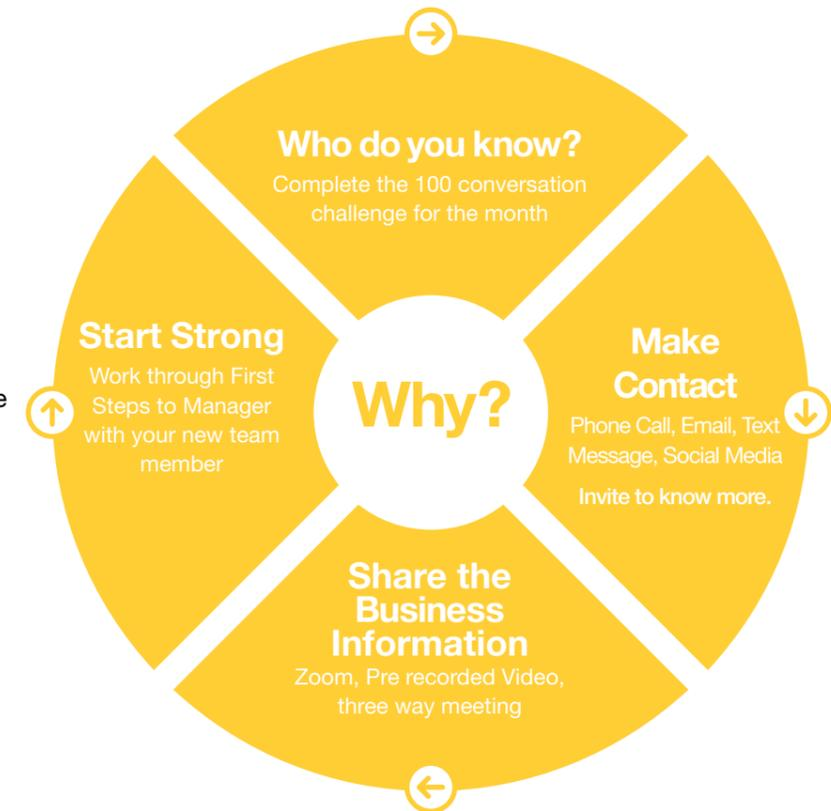 Who do you know?
Complete the 100 conversation
challenge for the month
Make
Contact
Phone Call, Email, Text
Message, Social Media
Invite to know more.
Share the
Business
Information
Zoom, Pre recorded Video,
three way meeting
Start Strong
Work through First
Steps to Manager
with your new team
member
Why?
e